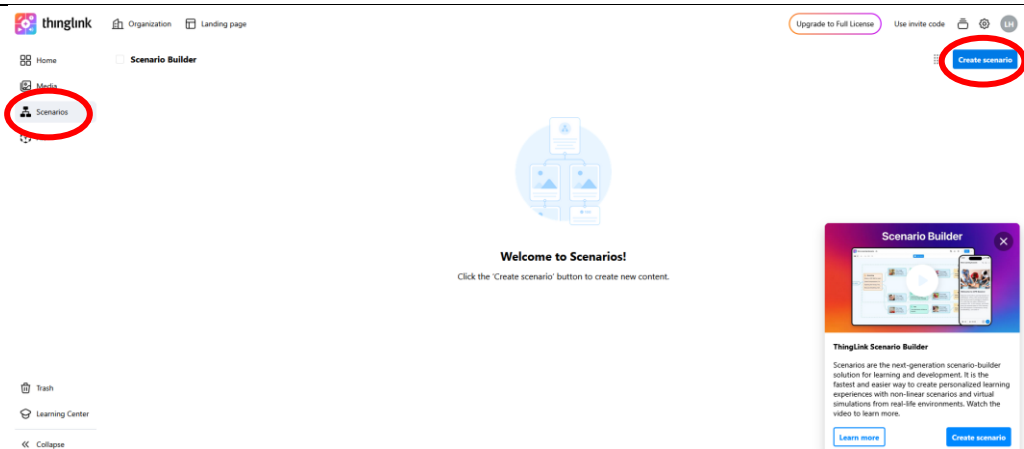 thinglink
Organization
Landing page
Upgrade to Full License
Use invite code
LH
Home
Scenario Builder
Create scenario
Media
Scenarios
Welcome to Scenarios!
Click the 'Create scenario' button to create new content.
Scenario Builder
ThingLink Scenario Builder
Scenarios are the next-generation scenario-builder
solution for learning and development. It is the
fastest and easier way to create personalized learning
experiences with non-linear scenarios and virtual
simulations from real-life environments. Watch the
video to learn more.
Learn more
Create scenario
Trash
Learning Center
Collapse